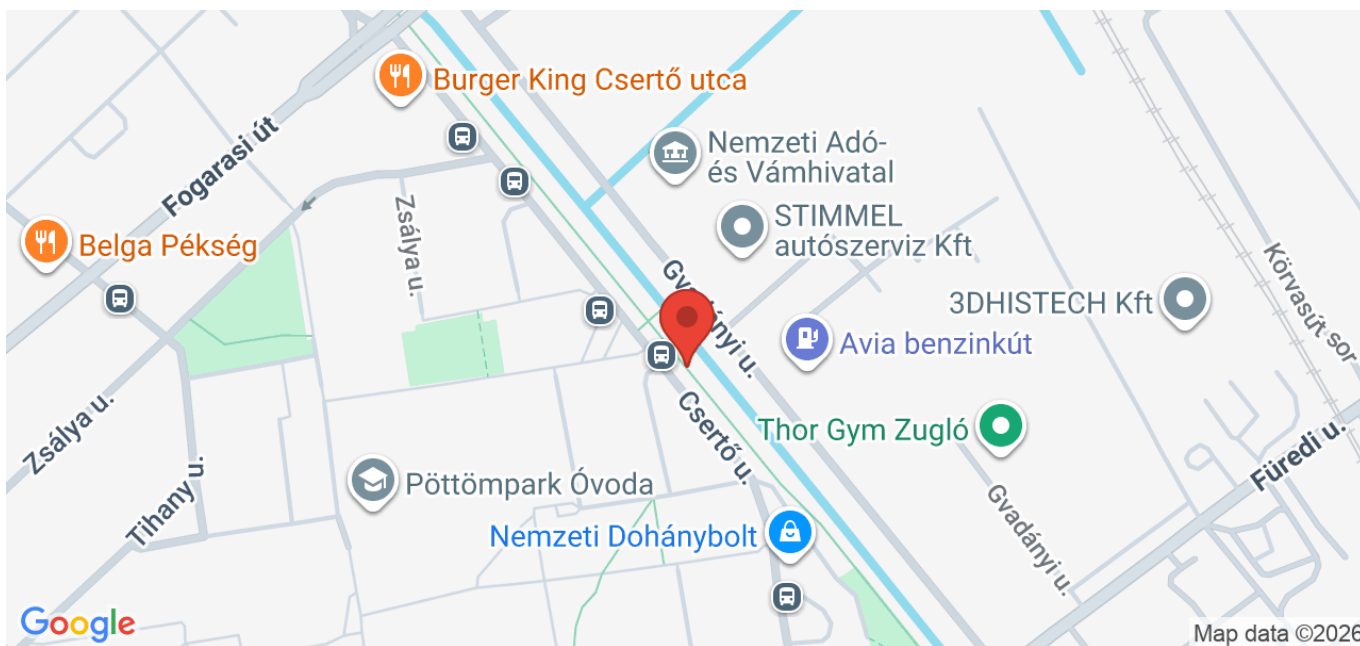 Burger King Csertő utca
Fogarasi út
Nemzeti Adó-
és Vámhivatal
Zsálya u.
STIMMEL
autószerviz Kft
Belga Pékség
Gvadányi u.
Körvasút sor
3DHISTECH Kft
Avia benzinkút
Zsálya u.
Csertő u.
Thor Gym Zugló
Füredi u.
Tihany u.
Pöttömpark Óvoda
Gvadányi u.
Nemzeti Dohánybolt
Google
Map data ©2026